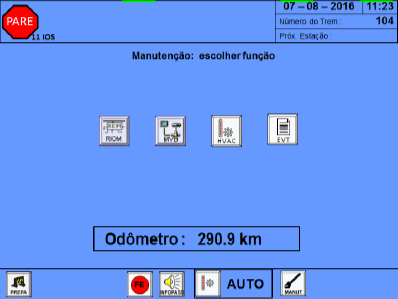 07 – 08 – 2016 11:23
PARE
Número do Trem: 104
11 IOS
Próx. Estação:
Manutenção: escolher função
RIOM MVB HVAC EVT
Odômetro: 290.9 km
PREPA FE INFOPASS AUTO MANUT